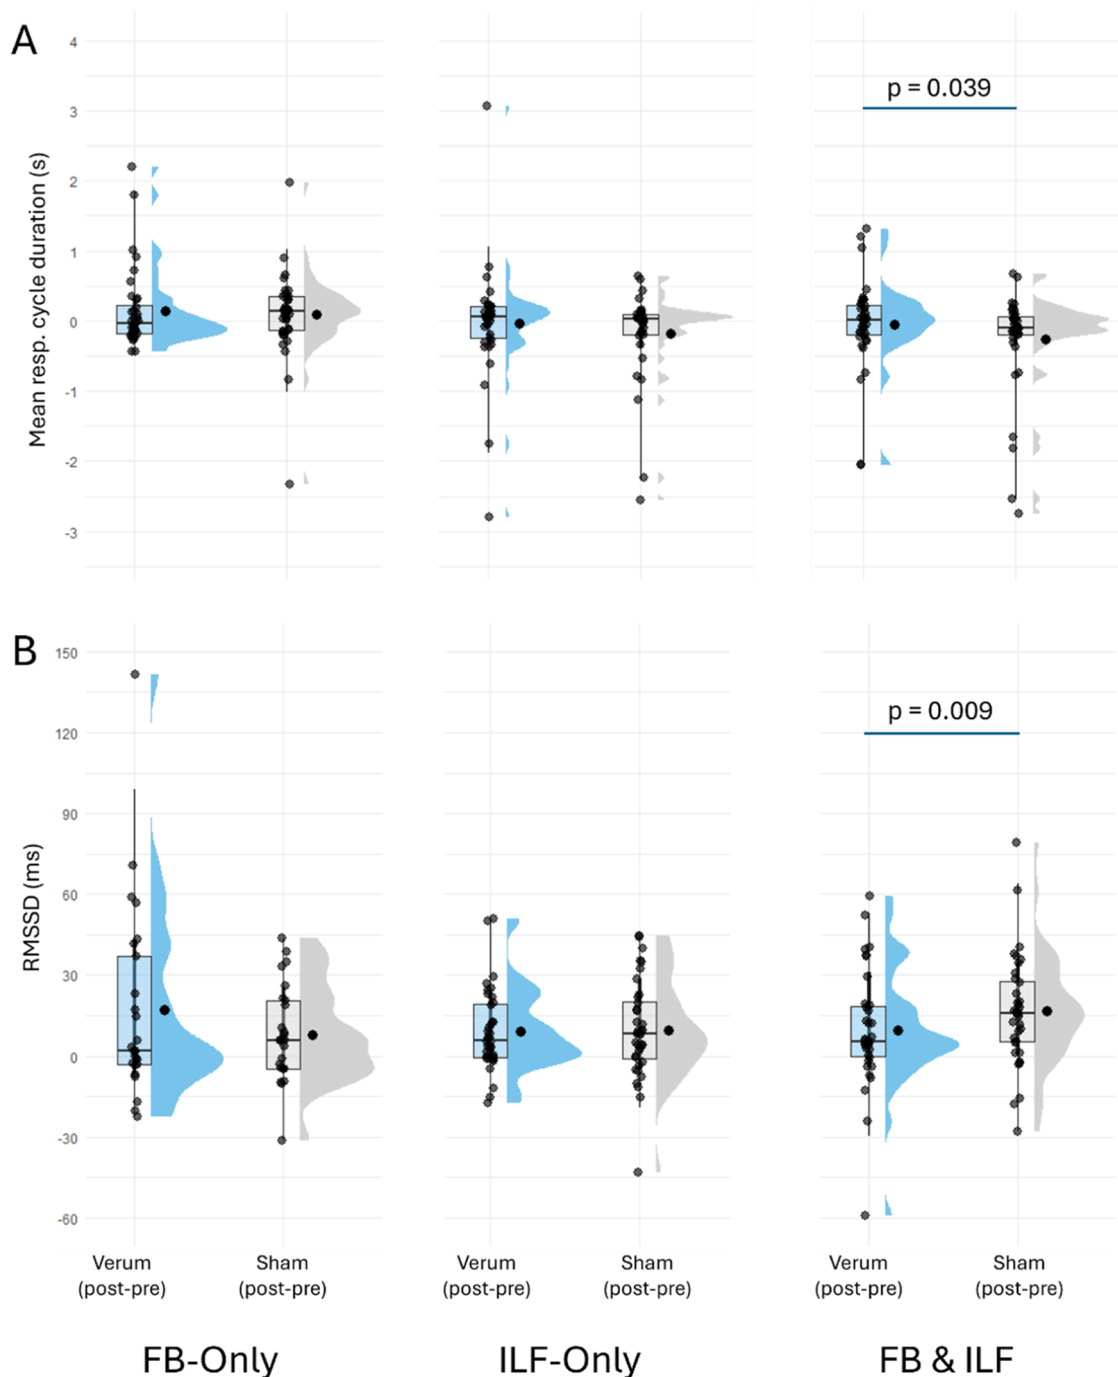 A
Mean resp. cycle duration (s)
4
3
2
1
0
-1
-2
-3
p = 0.039
B
RMSSD (ms)
150
120
90
60
30
0
-30
-60
p = 0.009
Verum Sham Verum Sham Verum Sham
(post-pre) (post-pre) (post-pre) (post-pre) (post-pre) (post-pre)
FB-Only ILF-Only FB & ILF